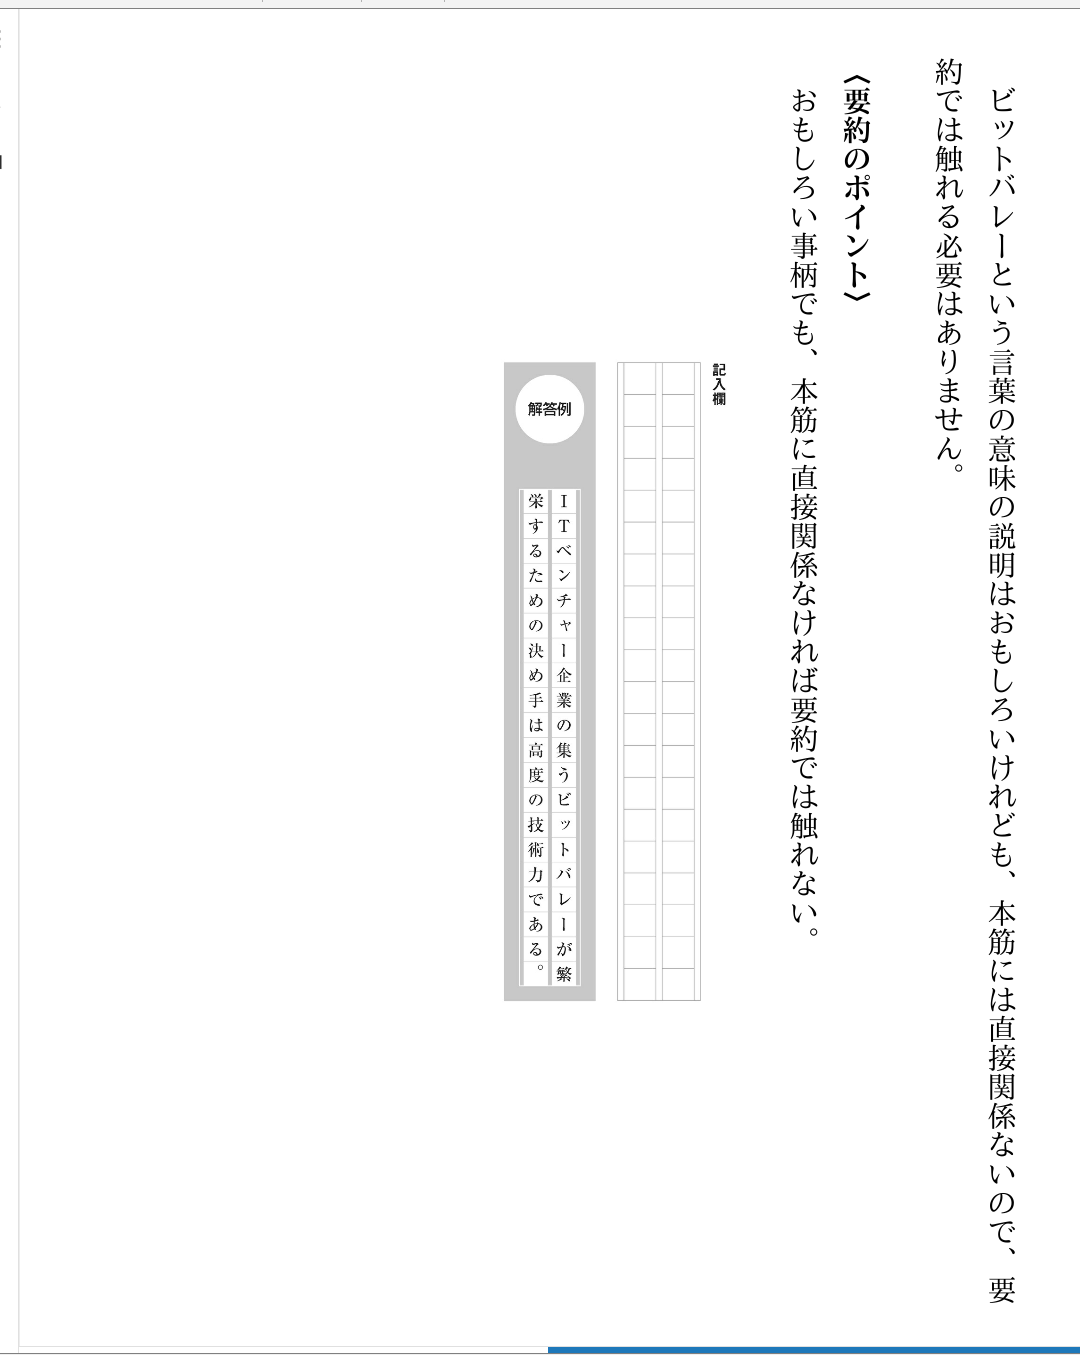 ビットバレーという言葉の意味の説明はおもしろいけれども、本筋には直接関係ないので、要
約では触れる必要はありません。
〈要約のポイント〉
おもしろい事柄でも、本筋に直接関係なければ要約では触れない。
記入欄
解答例
ITベンチャー企業の集うビットバレーが繁
栄するための決め手は高度の技術力である。